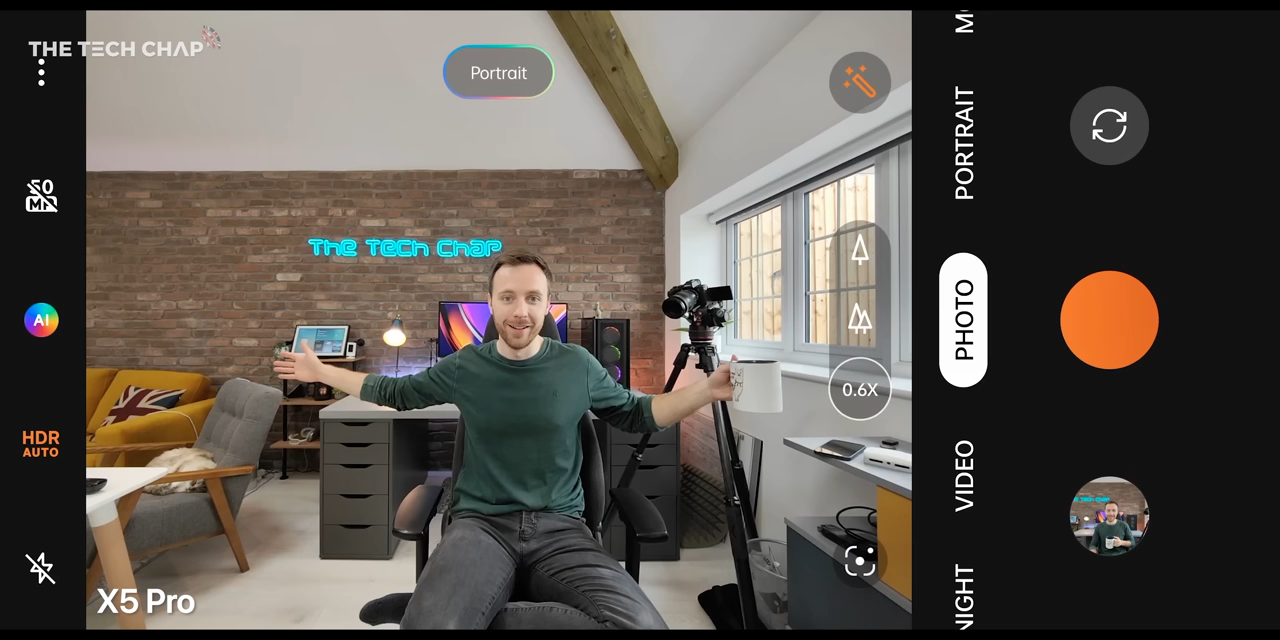 THE TECH CHAP
Portrait
50
AI
HDR
AUTO
The Tech Chap
0.6X
X5 Pro
PORTRAIT
PHOTO
VIDEO
NIGHT